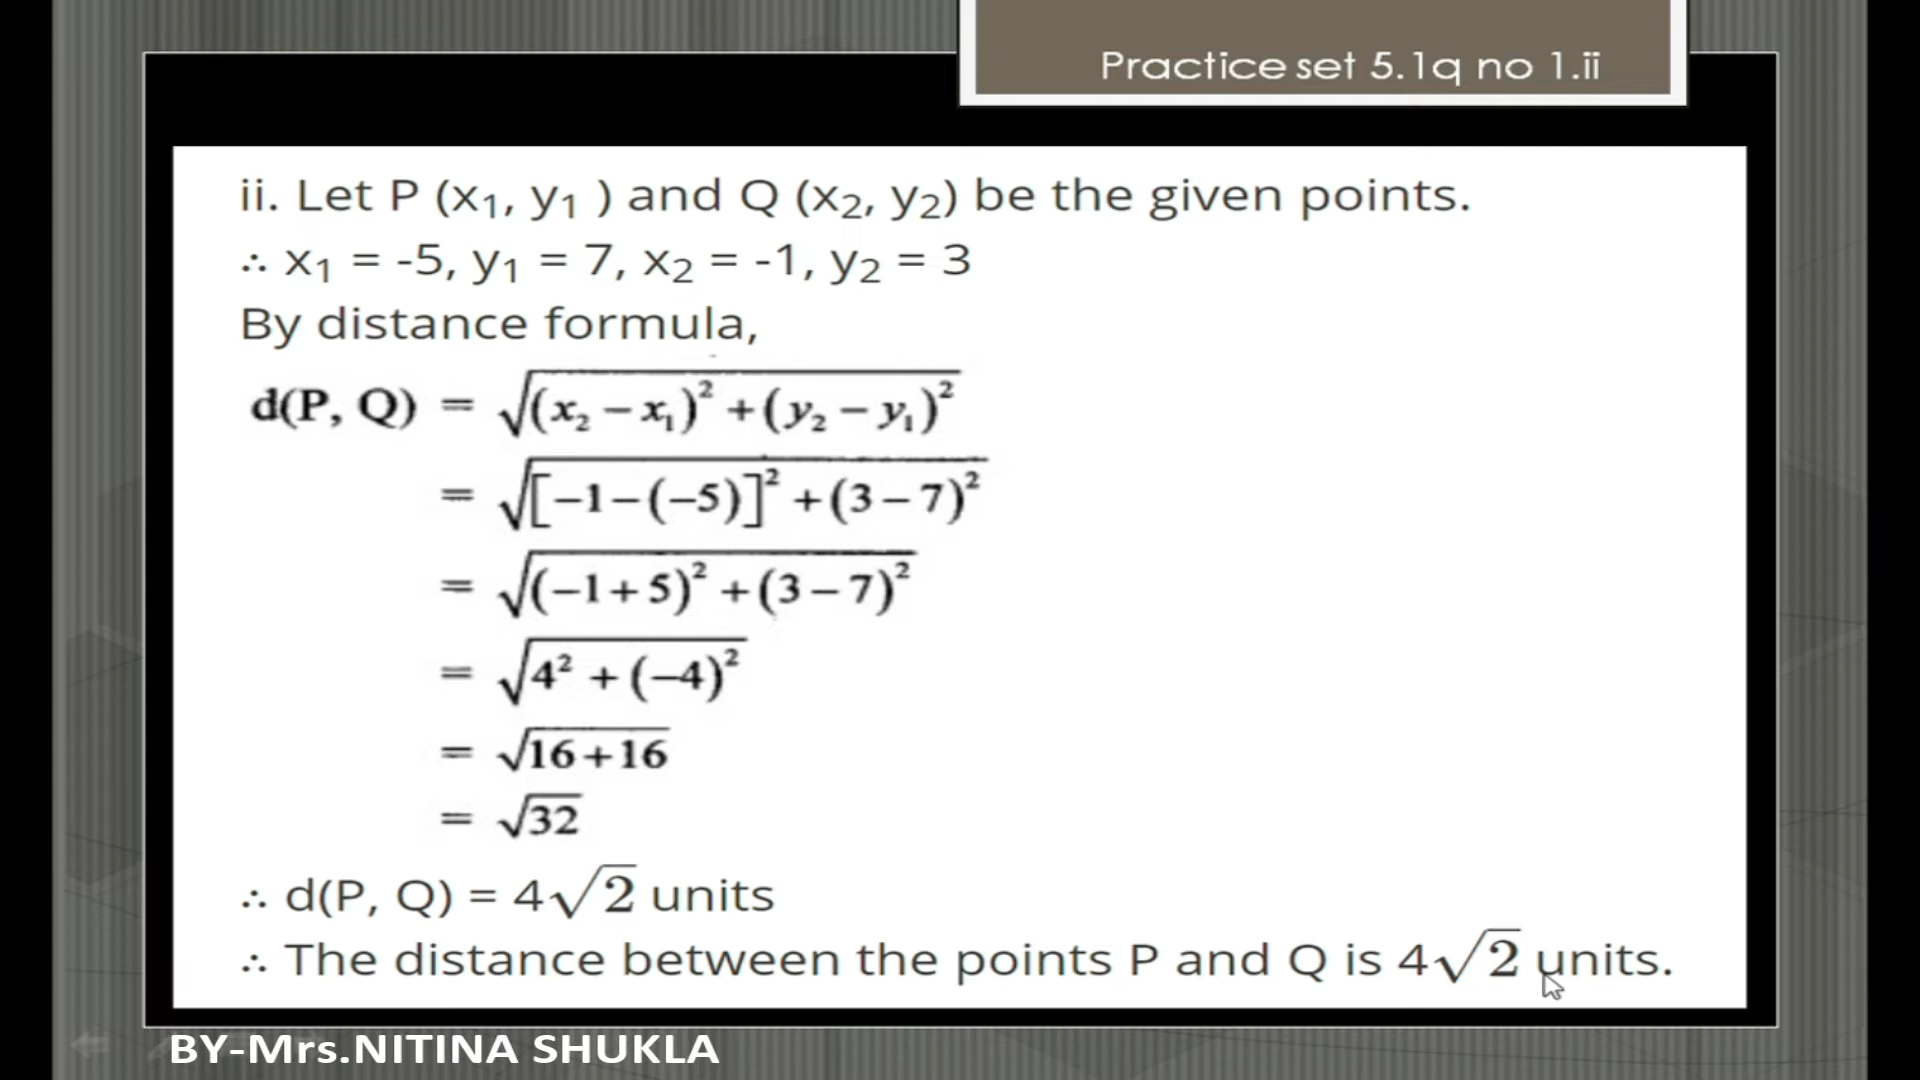 Practice set 5.1q no 1.ii
ii. Let P (x₁, y₁ ) and Q (x₂, y₂) be the given points.
∴ x₁ = -5, y₁ = 7, x₂ = -1, y₂ = 3
By distance formula,
d(P, Q) = √(x₂ − x₁)² + (y₂ − y₁)²
= √[−1−(−5)]² + (3 − 7)²
= √(−1+5)² + (3 − 7)²
= √4² + (−4)²
= √16+16
= √32
∴ d(P, Q) = 4√2 units
∴ The distance between the points P and Q is 4√2 units.
BY-Mrs.NITINA SHUKLA